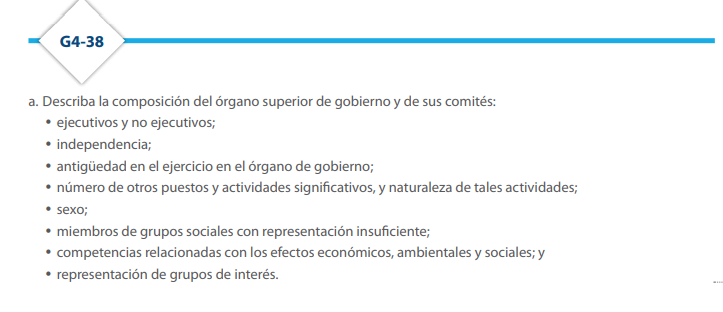 G4-38
a. Describa la composición del órgano superior de gobierno y de sus comités:
• ejecutivos y no ejecutivos;
• independencia;
• antigüedad en el ejercicio en el órgano de gobierno;
• número de otros puestos y actividades significativos, y naturaleza de tales actividades;
• sexo;
• miembros de grupos sociales con representación insuficiente;
• competencias relacionadas con los efectos económicos, ambientales y sociales; y
• representación de grupos de interés.